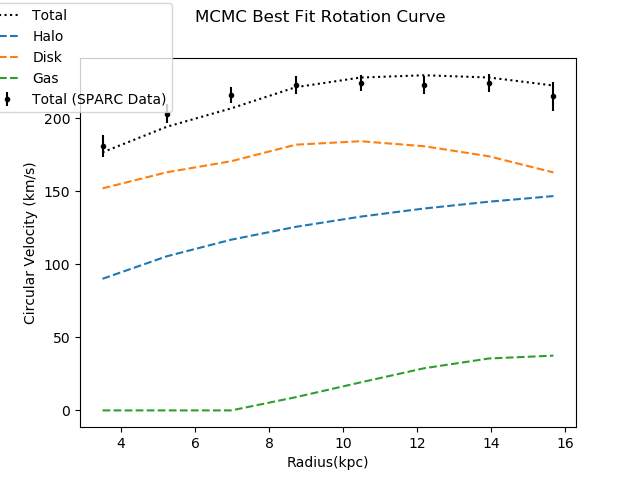 MCMC Best Fit Rotation Curve
Total
Halo
Disk
Gas
Total (SPARC Data)
200
150
100
50
0
Circular Velocity (km/s)
4 6 8 10 12 14 16
Radius(kpc)